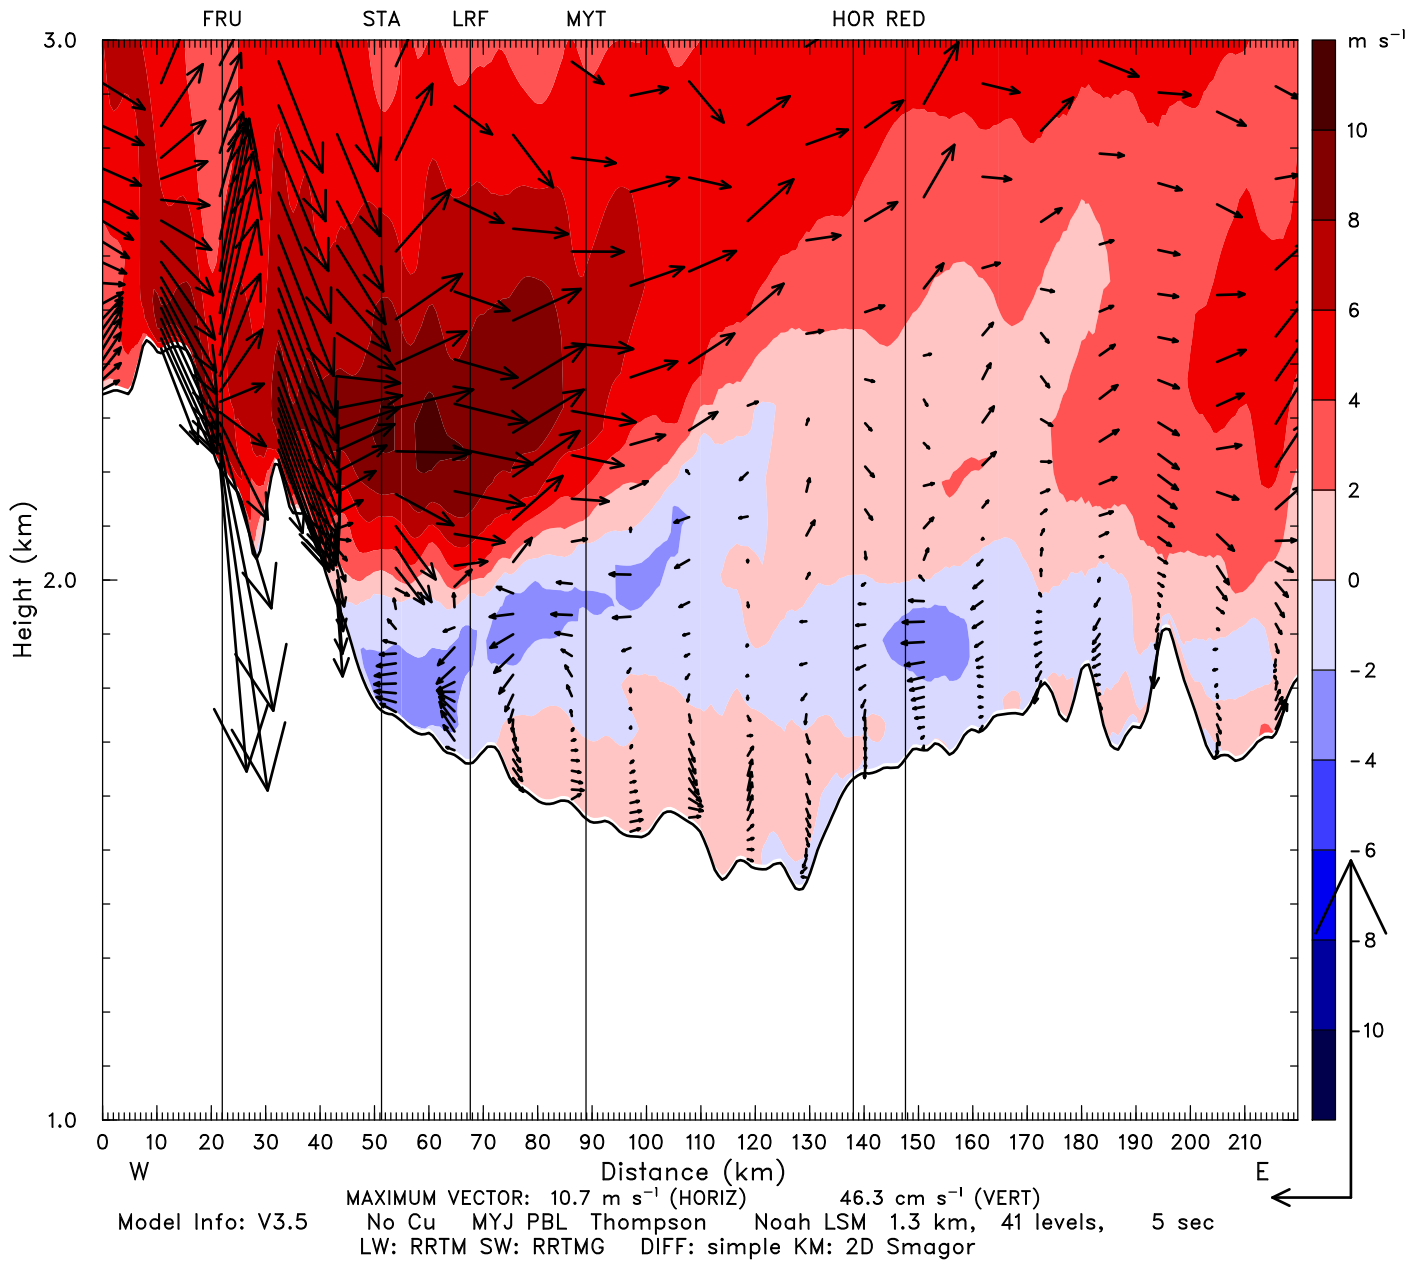 FRU STA LRF MYT HOR RED
3.0
m s⁻¹
10
8
6
4
2
2.0
0
-2
-4
-6
-8
-10
1.0
Height (km)
0 10 20 30 40 50 60 70 80 90 100 110 120 130 140 150 160 170 180 190 200 210
W Distance (km) E
MAXIMUM VECTOR: 10.7 m s⁻¹ (HORIZ) 46.3 cm s⁻¹ (VERT)
Model Info: V3.5 No Cu MYJ PBL Thompson Noah LSM 1.3 km, 41 levels, 5 sec
LW: RRTM SW: RRTMG DIFF: simple KM: 2D Smagor